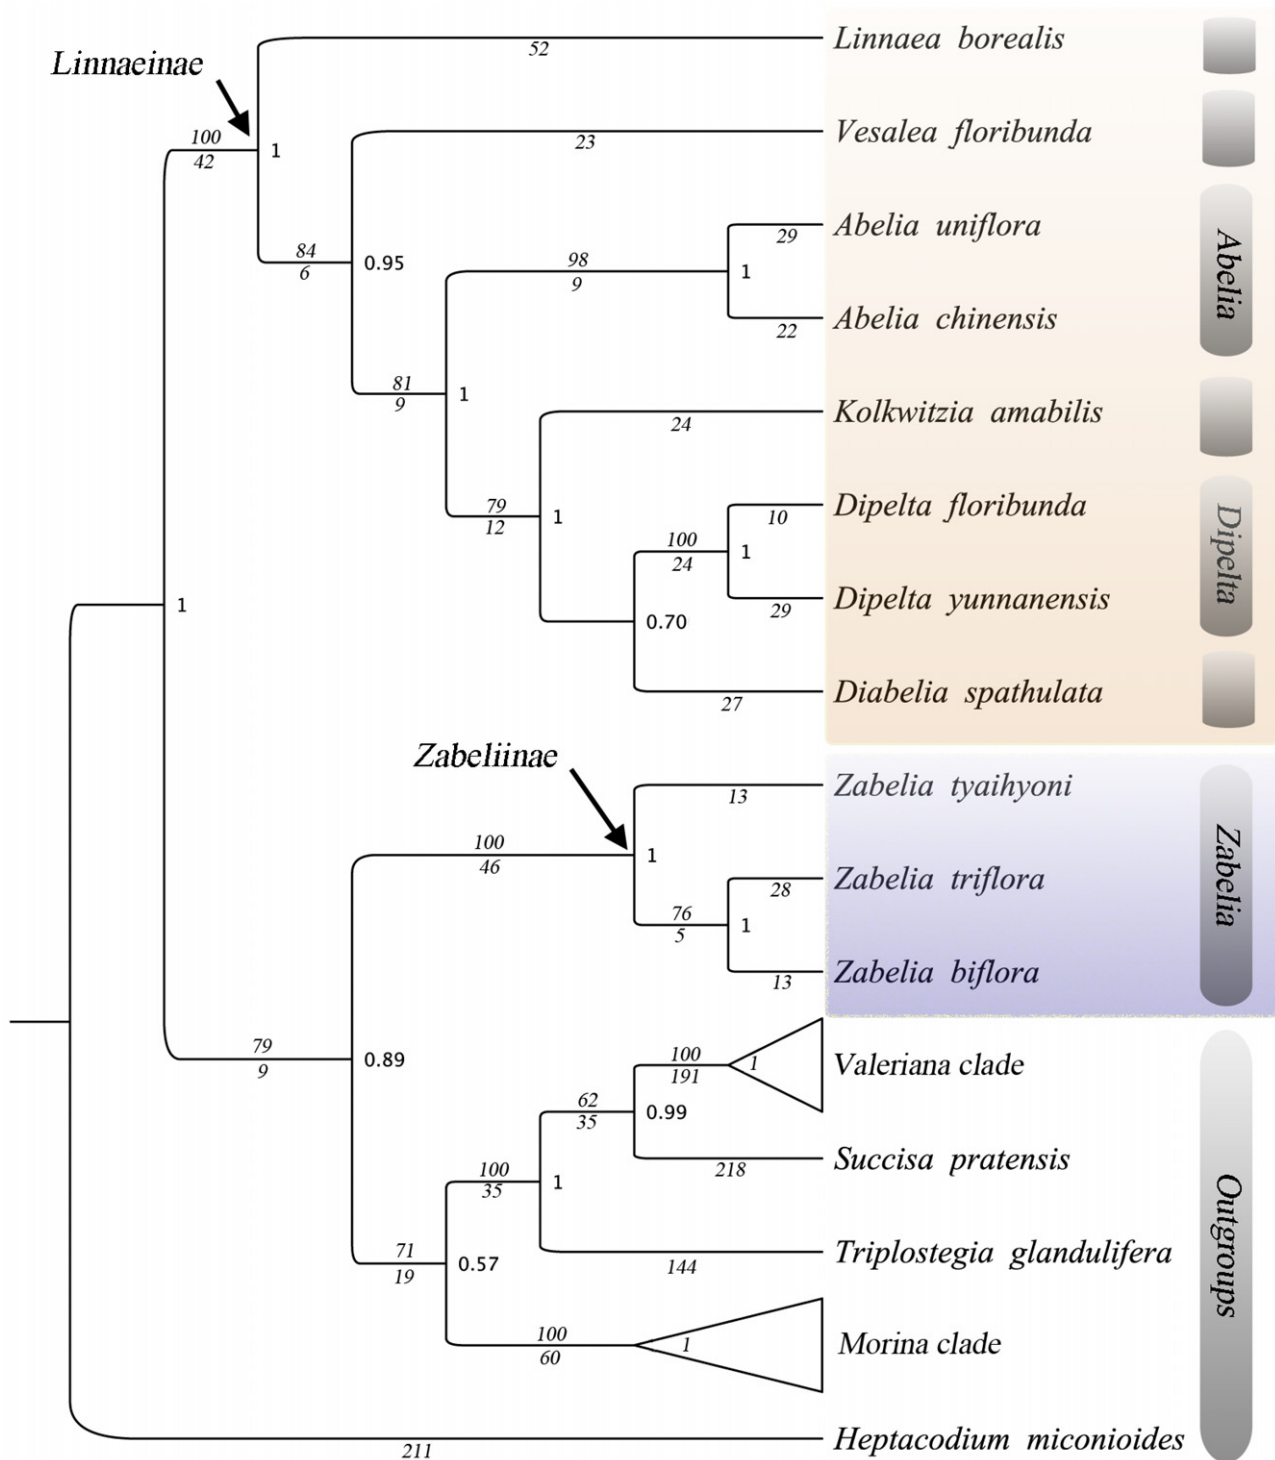 Linnaea borealis
52
Linnaeinae
Vesalea floribunda
100
42
1
23
Abelia uniflora
29
84
6
0.95
98
9
1
Abelia
Abelia chinensis
22
81
9
1
Kolkwitzia amabilis
24
79
12
1
Dipelta floribunda
10
100
24
1
Dipelta
Dipelta yunnanensis
29
1
0.70
Diabelia spathulata
27
Zabeliinae
Zabelia tyaihyoni
13
100
46
1
Zabelia
Zabelia triflora
28
76
5
1
Zabelia biflora
13
79
9
0.89
100
191
1
Valeriana clade
62
35
0.99
Succisa pratensis
218
100
35
1
Outgroups
Triplostegia glandulifera
144
71
19
0.57
100
60
1
Morina clade
Heptacodium miconioides
211